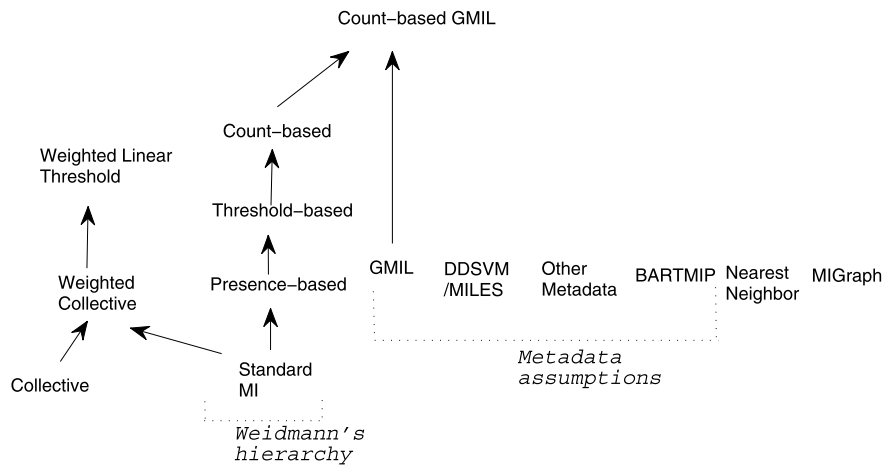 Count−based GMIL
Count−based
Weighted Linear
Threshold
Threshold−based
Weighted
Collective
Presence−based
GMIL
DDSVM
/MILES
Other
Metadata
BARTMIP
Nearest
Neighbor
MIGraph
Metadata
assumptions
Collective
Standard
MI
Weidmann's
hierarchy